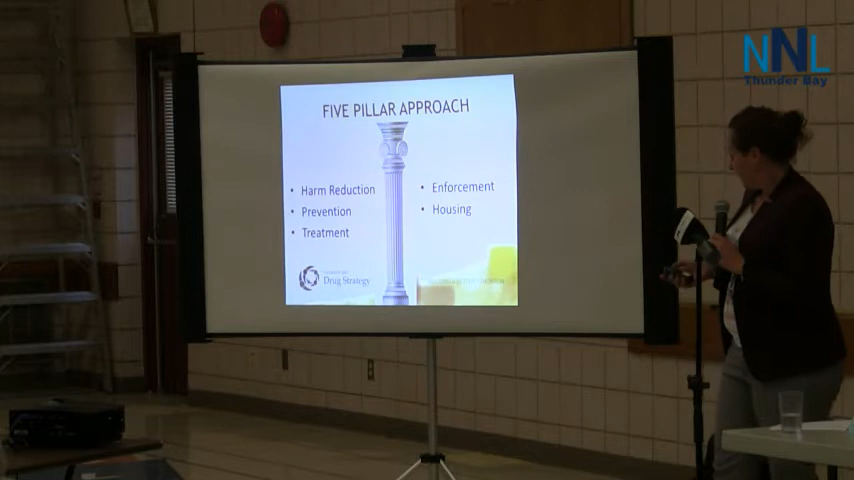 NNL
Thunder Bay
FIVE PILLAR APPROACH
• Harm Reduction
• Prevention
• Treatment
• Enforcement
• Housing
Drug Strategy